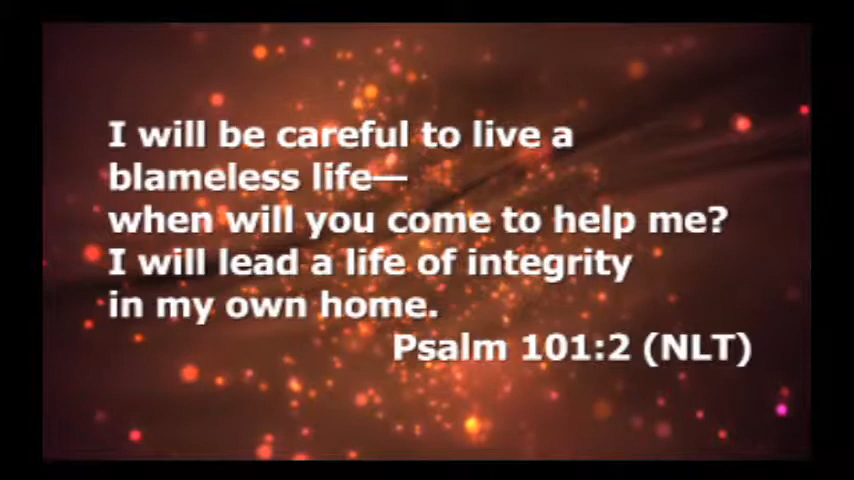 I will be careful to live a
blameless life—
when will you come to help me?
I will lead a life of integrity
in my own home.
Psalm 101:2 (NLT)